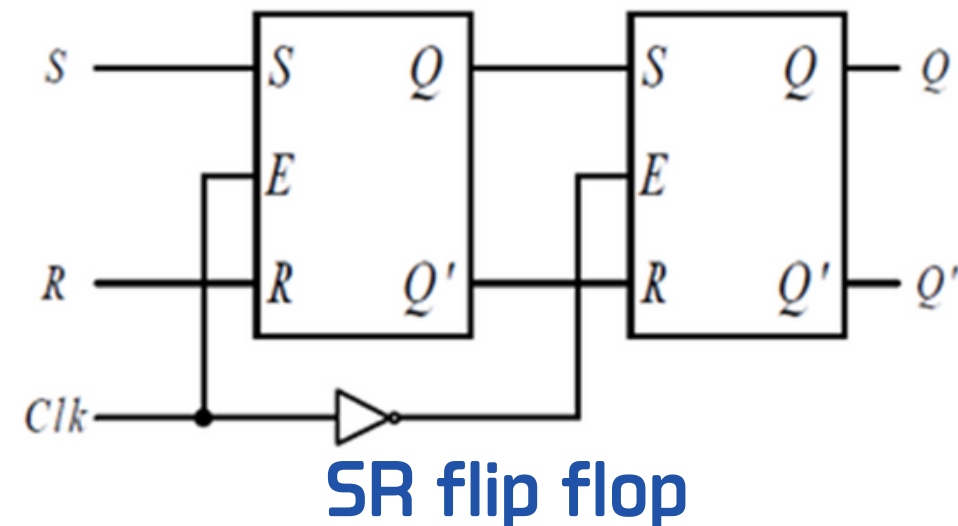 S S Q S Q Q
E E
R R Q' R Q' Q'
Clk
SR flip flop